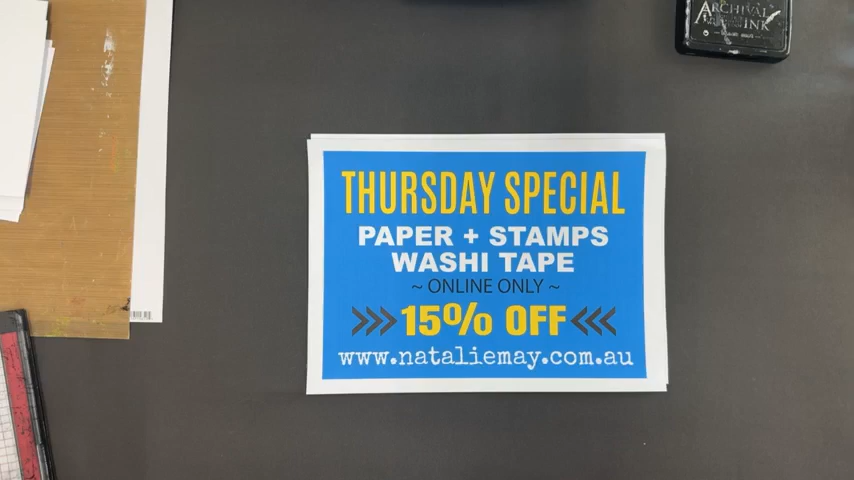 ARCHIVAL
INK
THURSDAY SPECIAL
PAPER + STAMPS
WASHI TAPE
~ ONLINE ONLY ~
>>> 15% OFF <<<
www.nataliemay.com.au